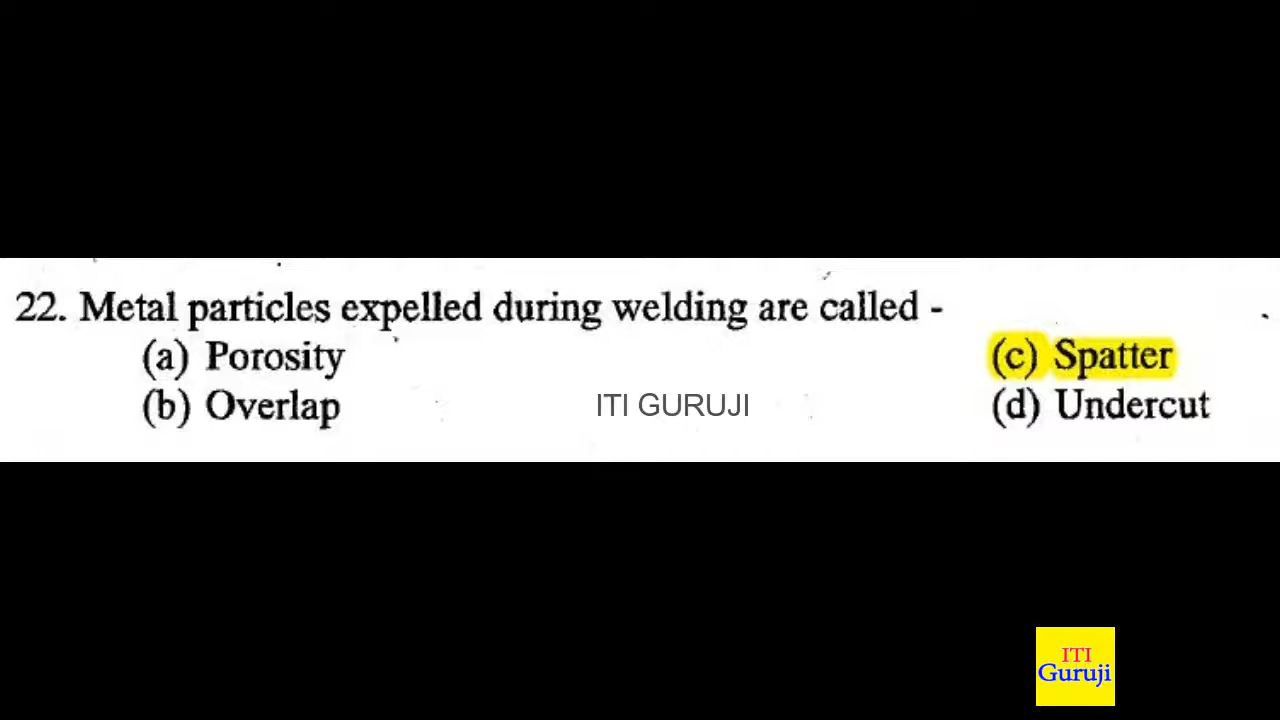 22. Metal particles expelled during welding are called -
(a) Porosity
(c) Spatter
(b) Overlap
ITI GURUJI
(d) Undercut
ITI
Guruji